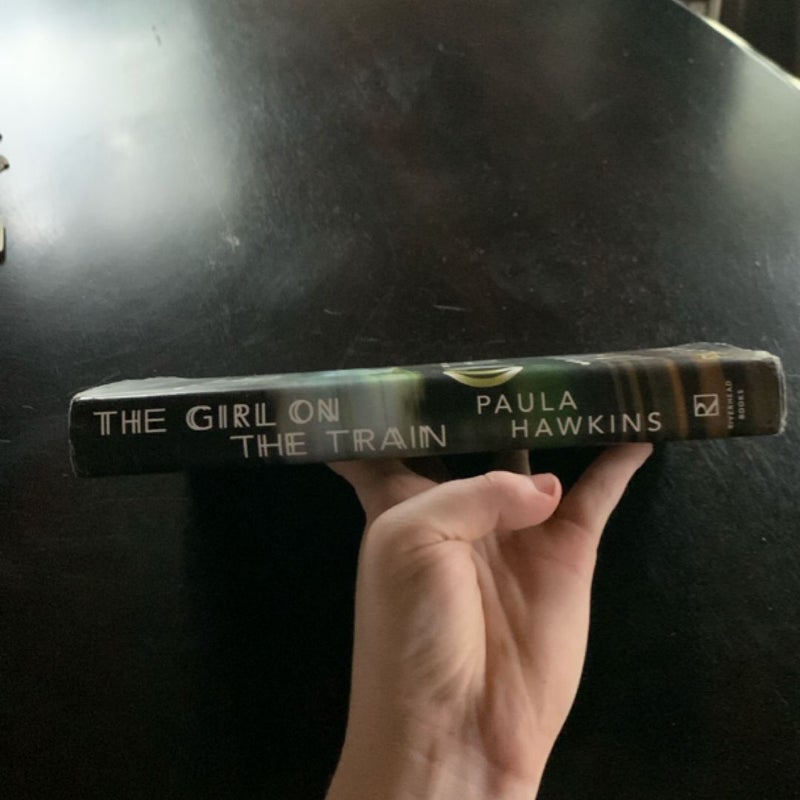 THE GIRL ON
THE TRAIN
PAULA
HAWKINS
RIVERHEAD
BOOKS